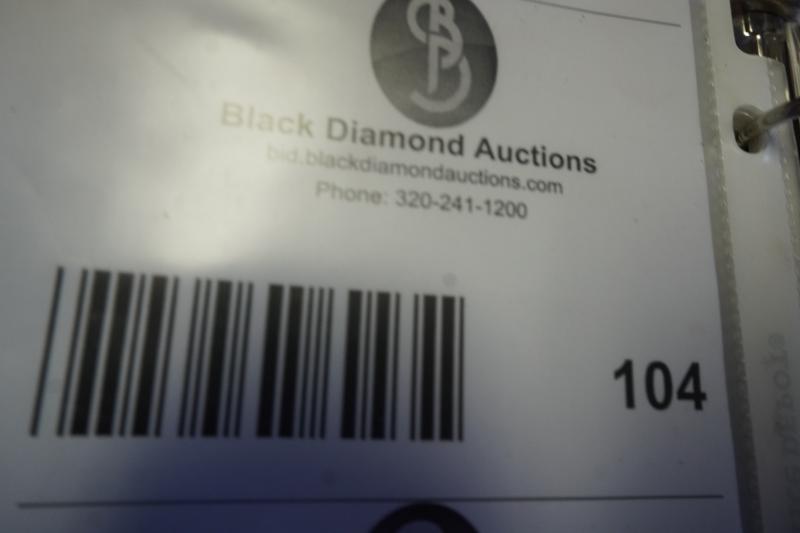 Black Diamond Auctions
bid.blackdiamondauctions.com
Phone: 320-241-1200
104